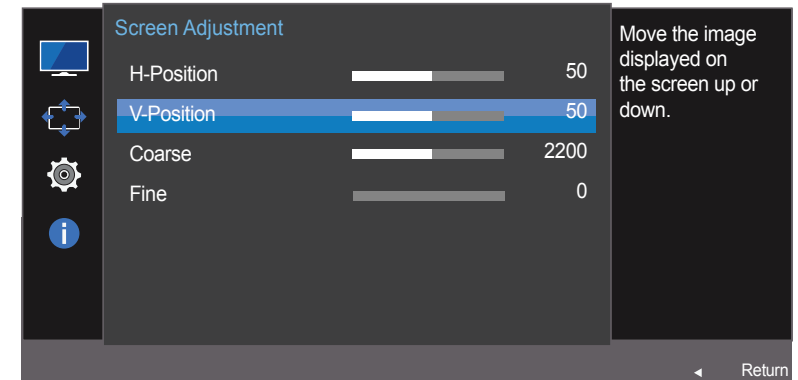 Screen Adjustment
H-Position 50
V-Position 50
Coarse 2200
Fine 0
Move the image
displayed on
the screen up or
down.
Return